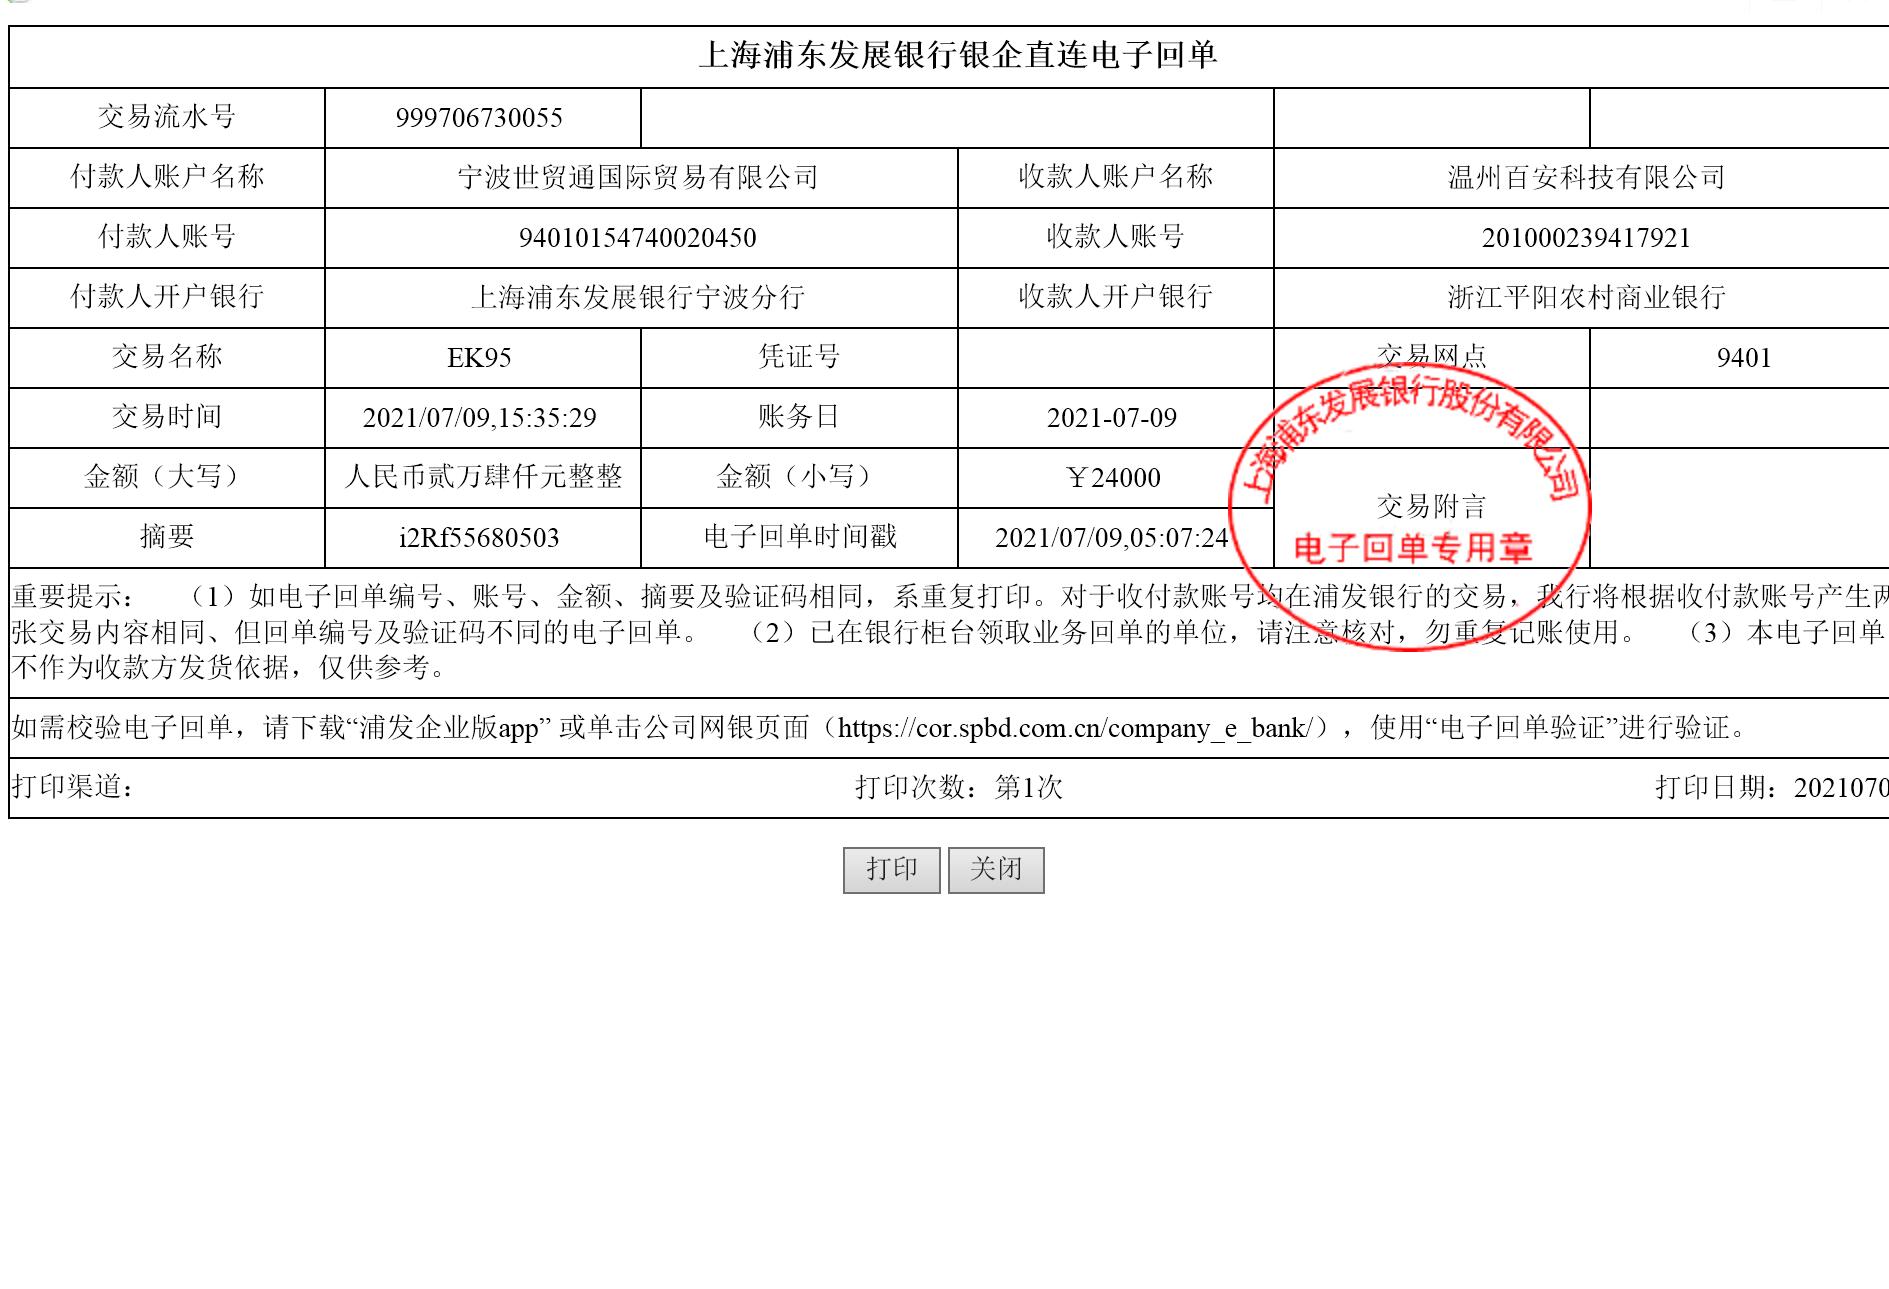 上海浦东发展银行银企直连电子回单
交易流水号 999706730055
付款人账户名称 宁波世贸通国际贸易有限公司 收款人账户名称 温州百安科技有限公司
付款人账号 94010154740020450 收款人账号 201000239417921
付款人开户银行 上海浦东发展银行宁波分行 收款人开户银行 浙江平阳农村商业银行
交易名称 EK95 凭证号 交易网点 9401
交易时间 2021/07/09,15:35:29 账务日 2021-07-09
金额（大写） 人民币贰万肆仟元整整 金额（小写） ￥24000
交易附言
摘要 i2Rf55680503 电子回单时间戳 2021/07/09,05:07:24
上海浦东发展银行股份有限公司
电子回单专用章
重要提示： （1）如电子回单编号、账号、金额、摘要及验证码相同，系重复打印。对于收付款账号均在浦发银行的交易，我行将根据收付款账号产生两
张交易内容相同、但回单编号及验证码不同的电子回单。 （2）已在银行柜台领取业务回单的单位，请注意核对，勿重复记账使用。 （3）本电子回单
不作为收款方发货依据，仅供参考。
如需校验电子回单，请下载“浦发企业版app” 或单击公司网银页面（https://cor.spbd.com.cn/company_e_bank/），使用“电子回单验证”进行验证。
打印渠道： 打印次数：第1次 打印日期：2021070
打印 关闭